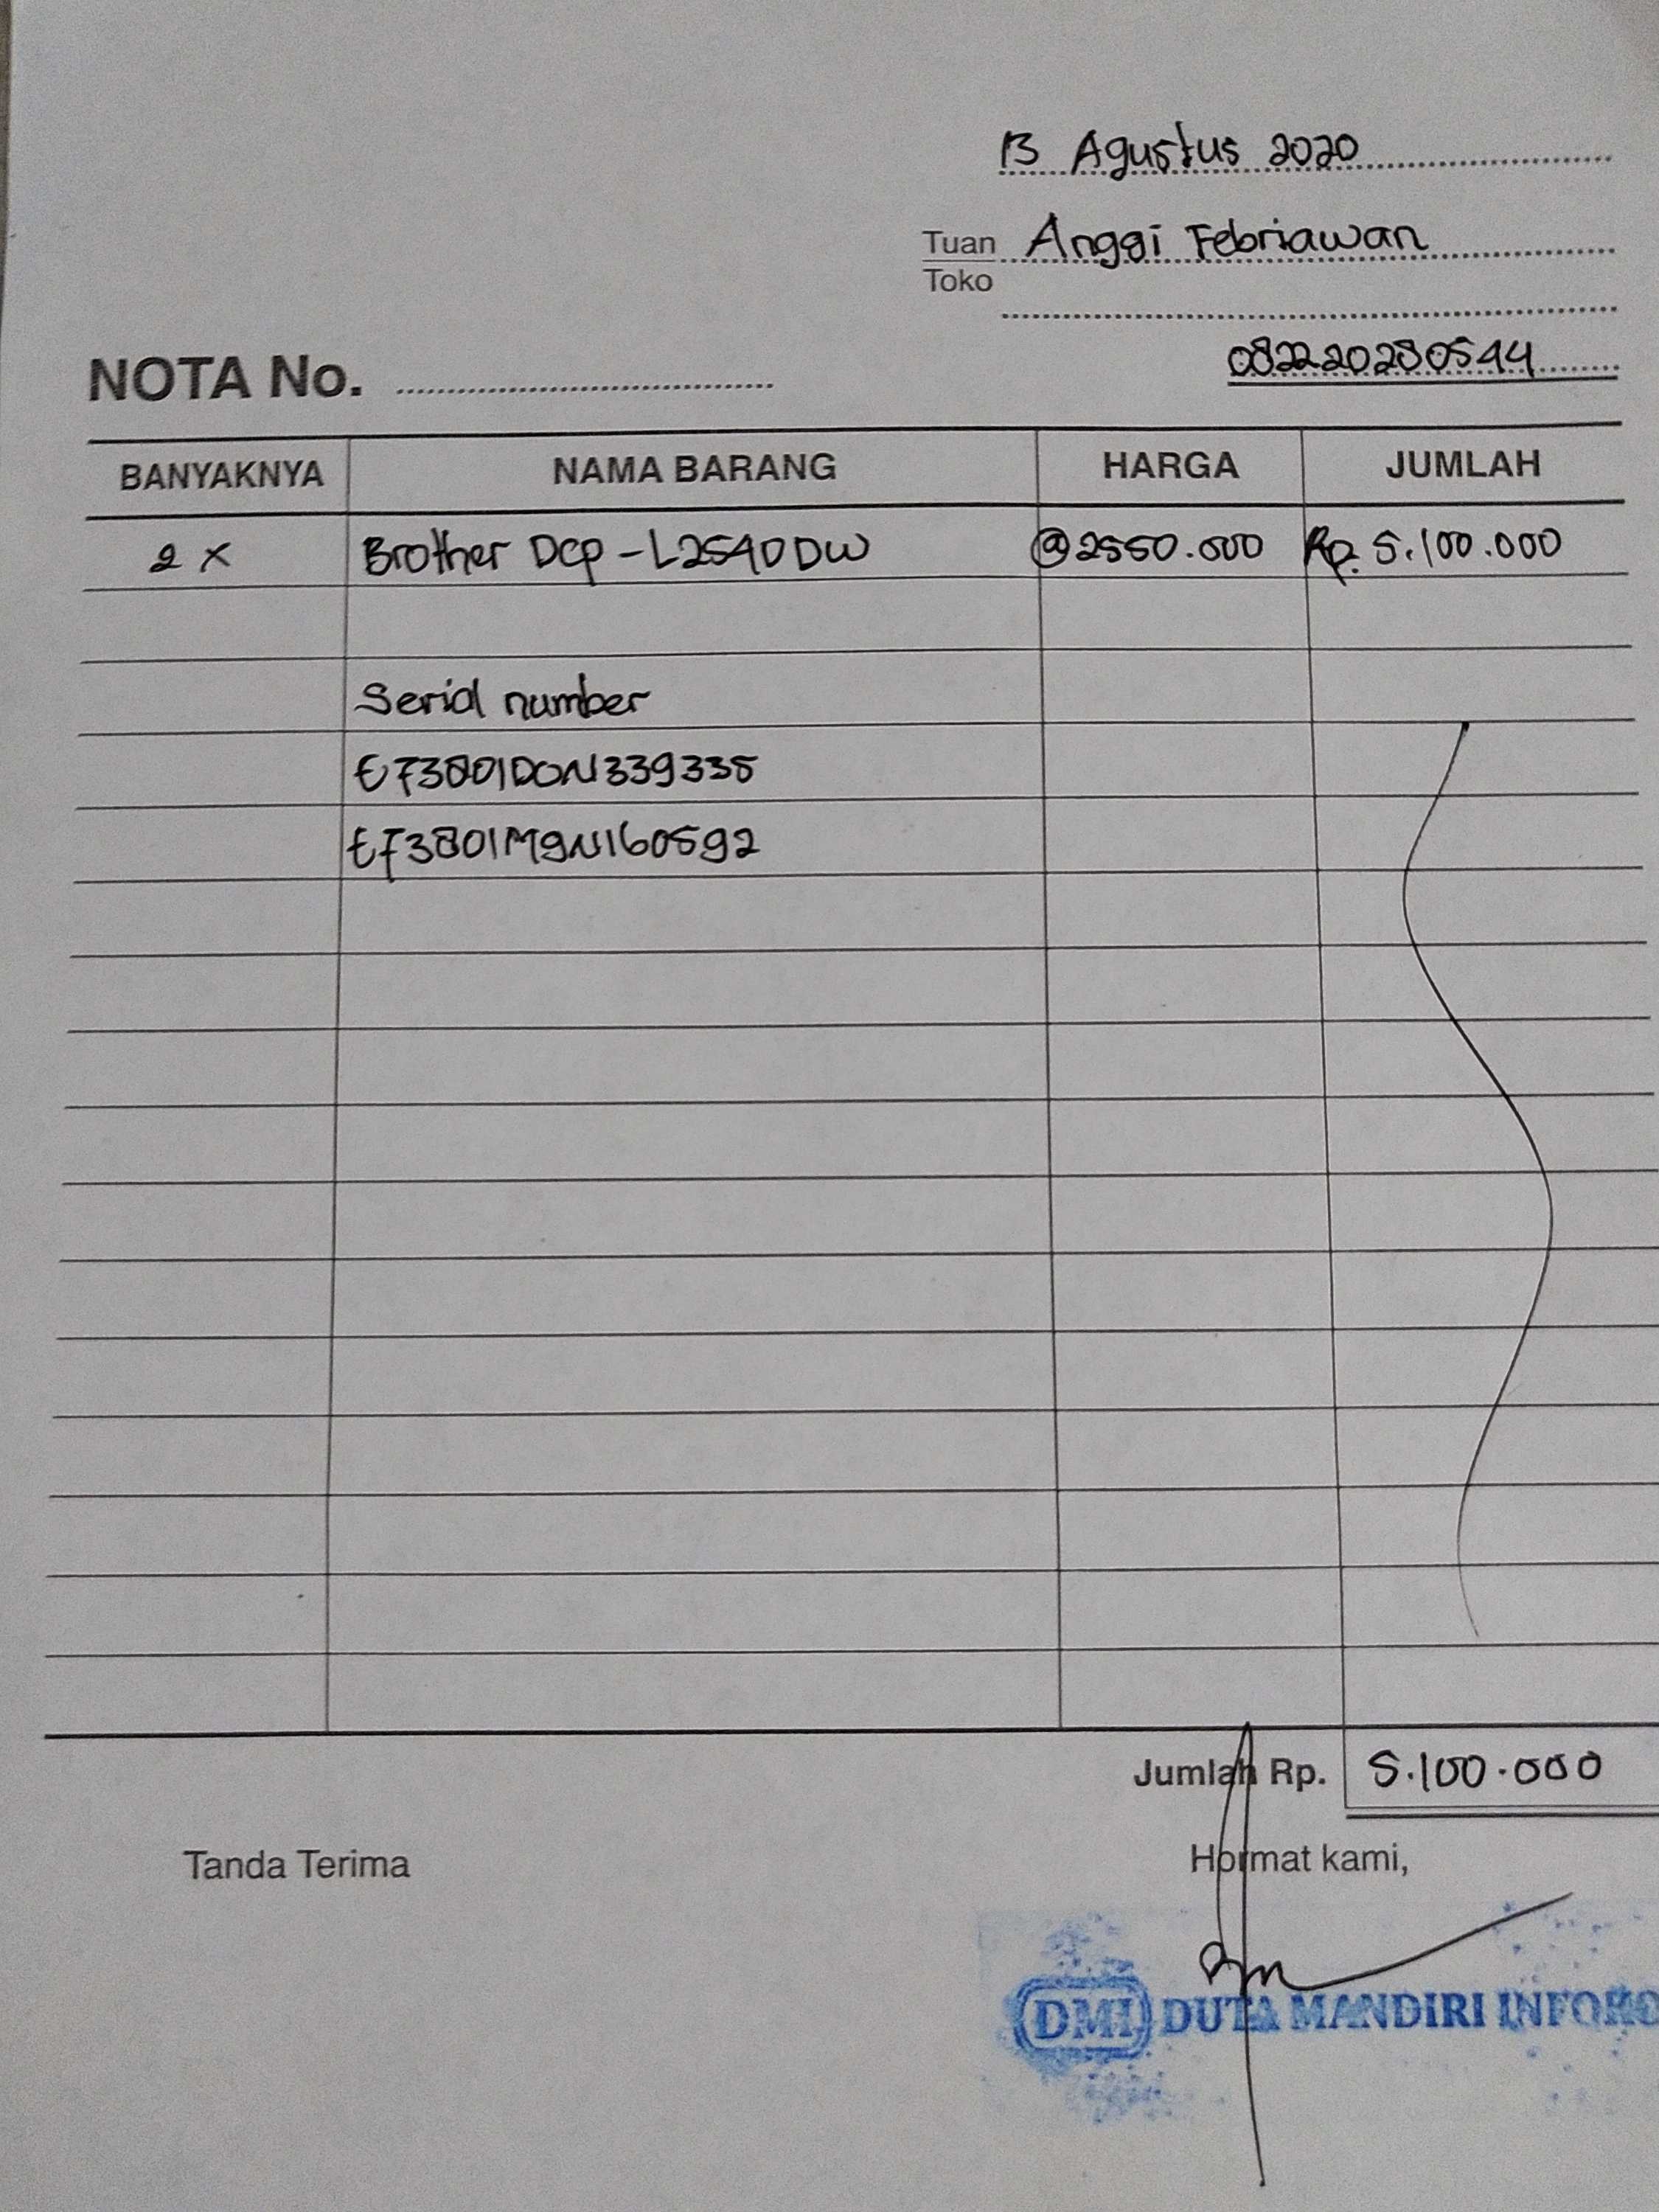 13 Agustus 2020
Tuan Anggi Febriawan
Toko
NOTA No.
082220280544
BANYAKNYA NAMA BARANG HARGA JUMLAH
2 x Brother Dcp - L2540DW @2550.000 Rp. 5.100.000
Serial number
E73801D0N339335
E73801M9N160592
Jumlah Rp. 5.100.000
Tanda Terima Hormat kami,
DMI DUTA MANDIRI INFOKO